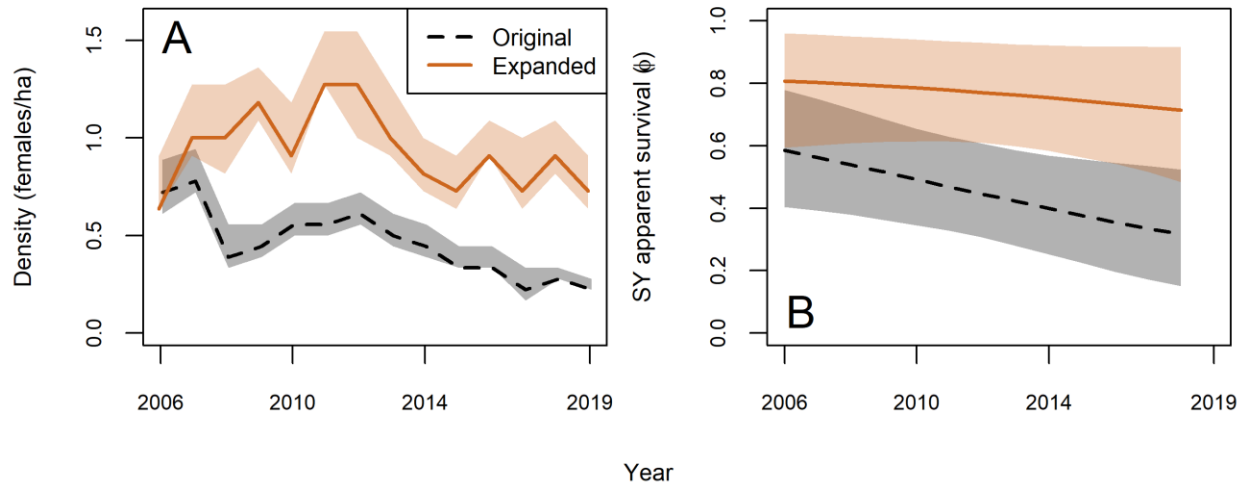 A
Original
Expanded
Density (females/ha)
0.0
0.5
1.0
1.5
2006
2010
2014
2019
SY apparent survival (ϕ)
0.0
0.2
0.4
0.6
0.8
1.0
B
2006
2010
2014
2019
Year